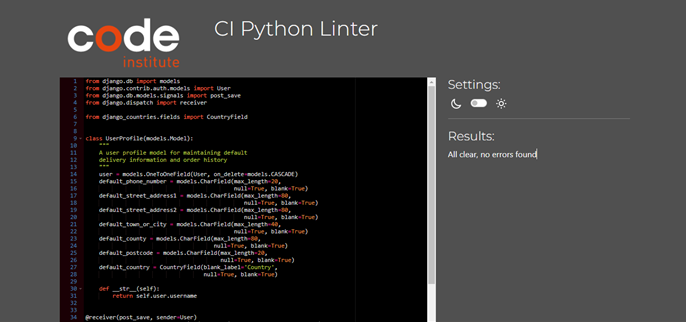 code
institute
CI Python Linter
1 from django.db import models
2 from django.contrib.auth.models import User
3 from django.db.models.signals import post_save
4 from django.dispatch import receiver
5
6 from django_countries.fields import CountryField
7
8
9 class UserProfile(models.Model):
10 """
11 A user profile model for maintaining default
12 delivery information and order history
13 """
14 user = models.OneToOneField(User, on_delete=models.CASCADE)
15 default_phone_number = models.CharField(max_length=20,
16 null=True, blank=True)
17 default_street_address1 = models.CharField(max_length=80,
18 null=True, blank=True)
19 default_street_address2 = models.CharField(max_length=80,
20 null=True, blank=True)
21 default_town_or_city = models.CharField(max_length=40,
22 null=True, blank=True)
23 default_county = models.CharField(max_length=80,
24 null=True, blank=True)
25 default_postcode = models.CharField(max_length=20,
26 null=True, blank=True)
27 default_country = CountryField(blank_label='Country',
28 null=True, blank=True)
29
30 def __str__(self):
31 return self.user.username
32
33
34 @receiver(post_save, sender=User)
Settings:
Results:
All clear, no errors found